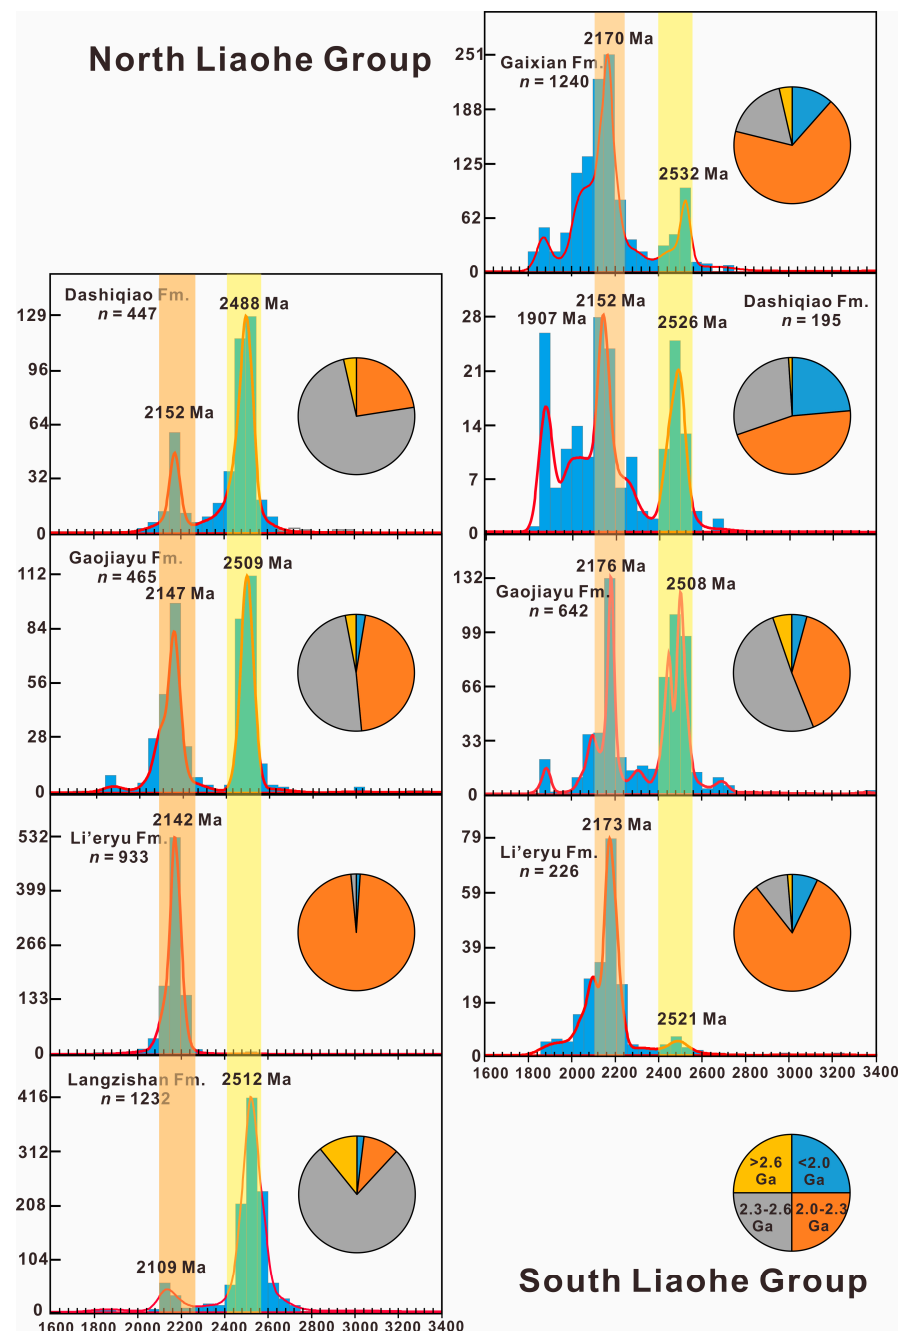 North Liaohe Group
2170 Ma
Gaixian Fm.
n = 1240
2532 Ma
251
188
125
62
0
Dashiqiao Fm.
n = 447
2488 Ma
2152 Ma
129
96
64
32
0
2152 Ma
1907 Ma
2526 Ma
Dashiqiao Fm.
n = 195
28
21
14
7
0
Gaojiayu Fm.
n = 465
2509 Ma
2147 Ma
112
84
56
28
0
2176 Ma
2508 Ma
Gaojiayu Fm.
n = 642
132
99
66
33
0
2142 Ma
Li’eryu Fm.
n = 933
532
399
266
133
0
2173 Ma
Li’eryu Fm.
n = 226
2521 Ma
79
59
39
19
0
1600 2000 2400 2600 3000 3400
Langzishan Fm.
n = 1232
2512 Ma
2109 Ma
416
312
208
104
0
1600 1800 2000 2200 2400 2600 3000 3200 3400
>2.6 Ga
<2.0 Ga
2.3-2.6 Ga
2.0-2.3 Ga
South Liaohe Group